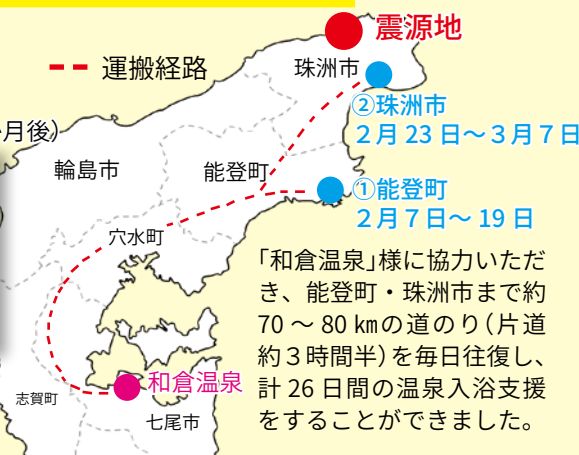 震源地
運搬経路
珠洲市
②珠洲市
２月 23 日～３月７日
月後）
輪島市
能登町
①能登町
２月７日～ 19 日
穴水町
「和倉温泉」様に協力いただ
き、能登町・珠洲市まで約
70 ～ 80 ㎞の道のり（片道
約３時間半）を毎日往復し、
計 26 日間の温泉入浴支援
をすることができました。
和倉温泉
志賀町
七尾市